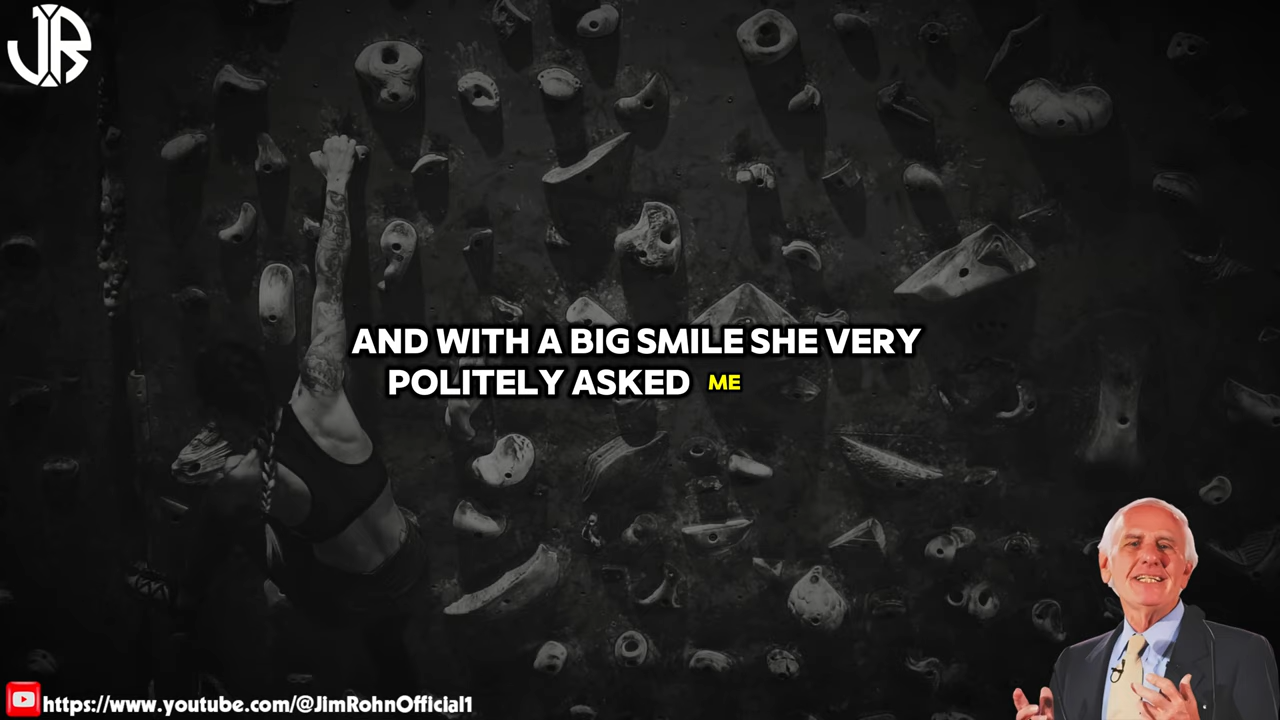 JR
AND WITH A BIG SMILE SHE VERY
POLITELY ASKED ME
https://www.youtube.com/@JimRohnOfficial1